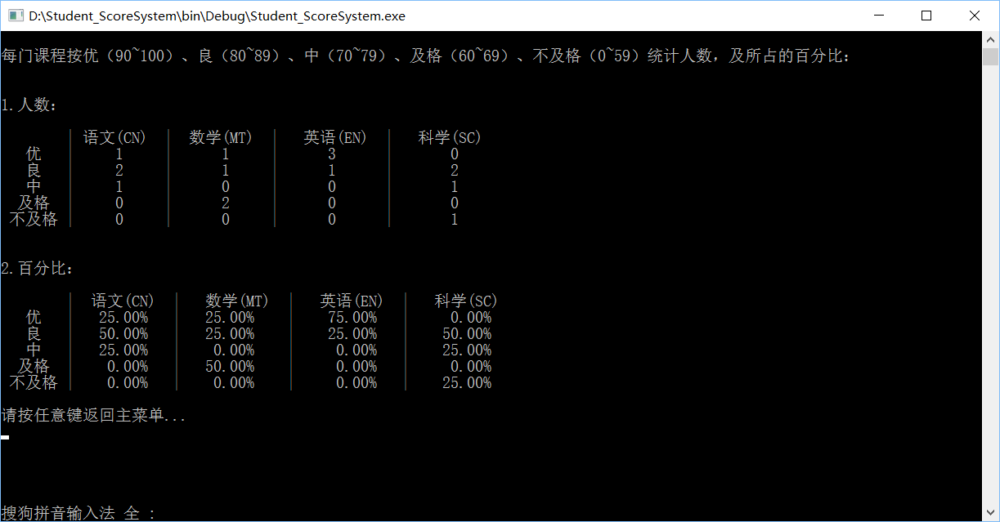 D:\Student_ScoreSystem\bin\Debug\Student_ScoreSystem.exe
每门课程按优（90~100）、良（80~89）、中（70~79）、及格（60~69）、不及格（0~59）统计人数，及所占的百分比：
1.人数：
语文(CN) 数学(MT) 英语(EN) 科学(SC)
优 1 1 3 0
良 2 1 1 2
中 1 0 0 1
及格 0 2 0 0
不及格 0 0 0 1
2.百分比：
语文(CN) 数学(MT) 英语(EN) 科学(SC)
优 25.00% 25.00% 75.00% 0.00%
良 50.00% 25.00% 25.00% 50.00%
中 25.00% 0.00% 0.00% 25.00%
及格 0.00% 50.00% 0.00% 0.00%
不及格 0.00% 0.00% 0.00% 25.00%
请按任意键返回主菜单...
搜狗拼音输入法 全 :